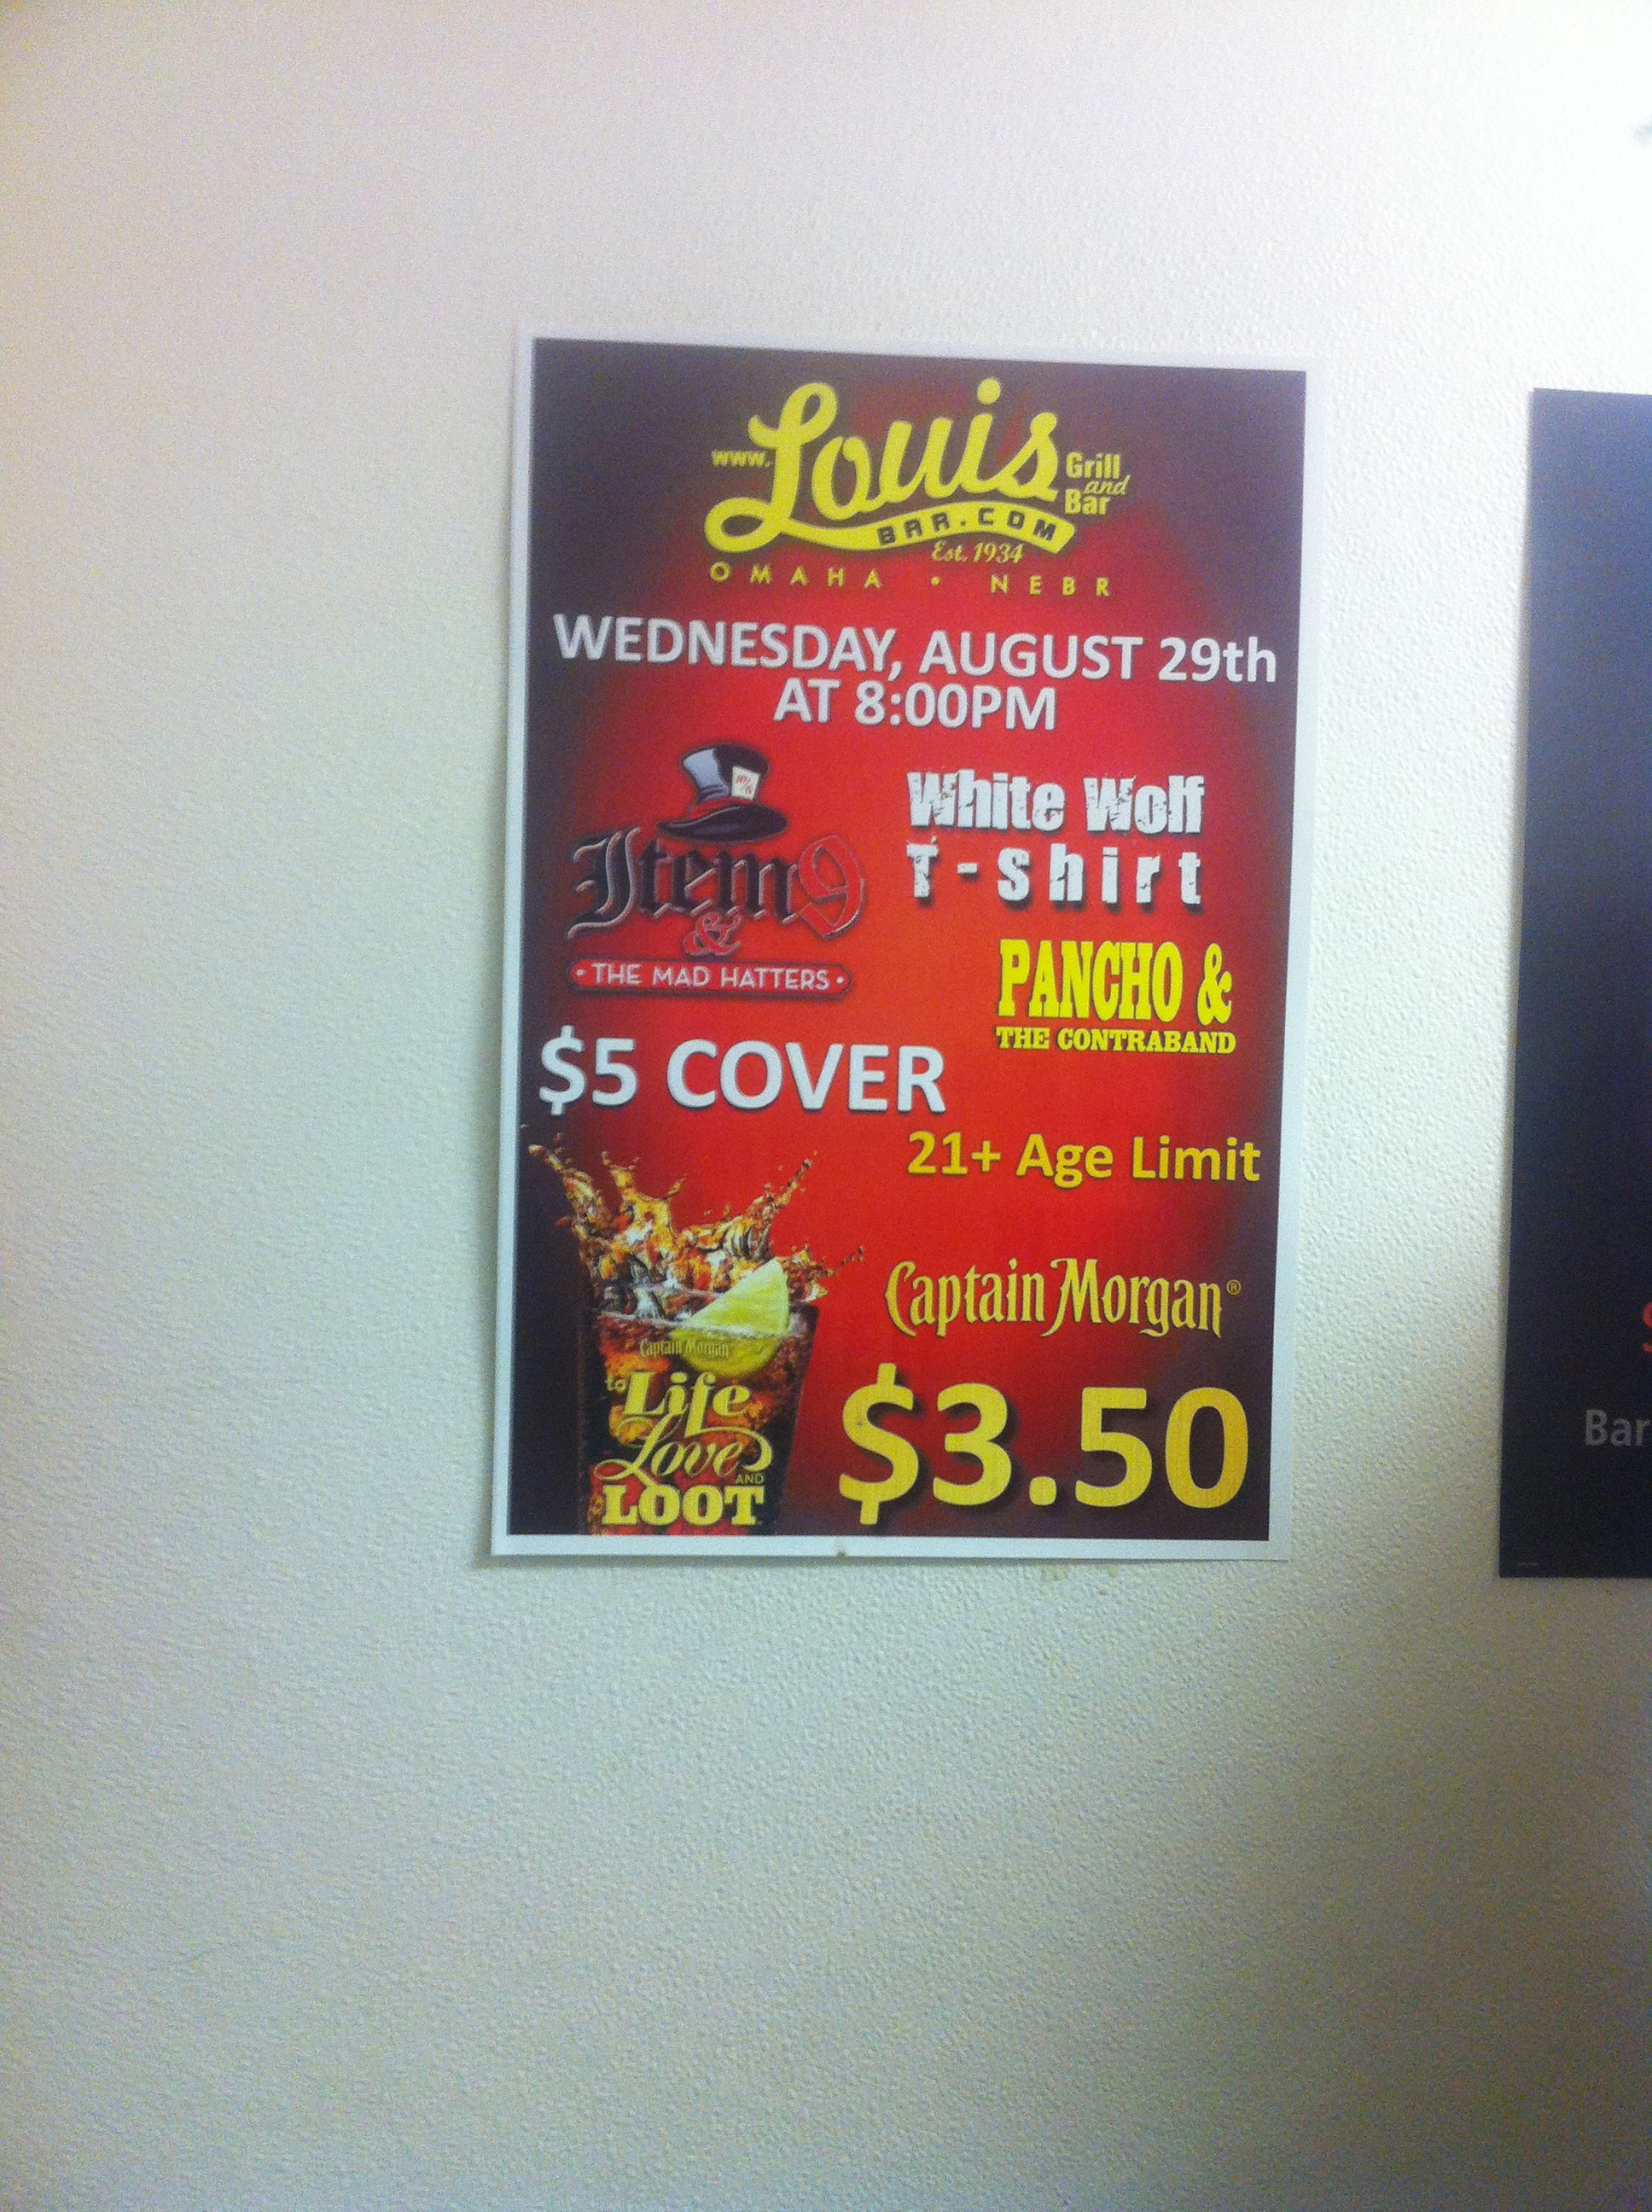 www.Louis Grill and Bar
BAR.COM
Est. 1934
OMAHA • NEBR
WEDNESDAY, AUGUST 29th
AT 8:00PM
10/6
Item 9
&
• THE MAD HATTERS •
White Wolf
T-shirt
PANCHO &
THE CONTRABAND
$5 COVER
21+ Age Limit
Captain Morgan®
$3.50
Captain Morgan
to Life
Love AND
LOOT
Bar